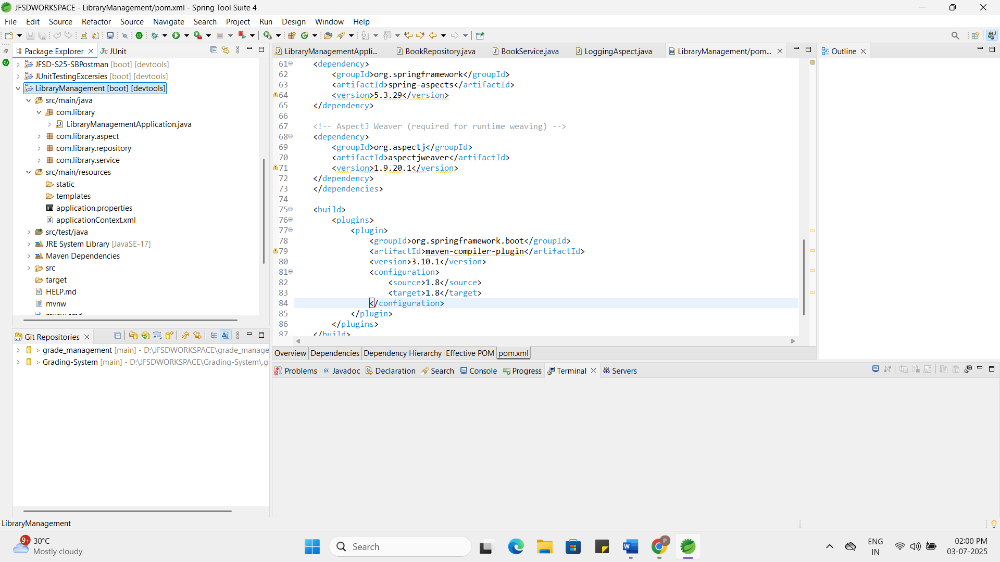 JFSDWORKSPACE - LibraryManagement/pom.xml - Spring Tool Suite 4
File Edit Source Refactor Source Navigate Search Project Run Design Window Help
Package Explorer
JUnit
JFSD-S25-SBPostman [boot] [devtools]
JUnitTestingExcersies [boot] [devtools]
LibraryManagement [boot] [devtools]
src/main/java
com.library
LibraryManagementApplication.java
com.library.aspect
com.library.repository
com.library.service
src/main/resources
static
templates
application.properties
applicationContext.xml
src/test/java
JRE System Library [JavaSE-17]
Maven Dependencies
src
target
HELP.md
mvnw
Git Repositories
> grade_management [main] - D:\JFSDWORKSPACE\grade_manage
> Grading-System [main] - D:\JFSDWORKSPACE\Grading-System\.gi
LibraryManagementAppli... BookRepository.java BookService.java LoggingAspect.java LibraryManagement/pom...
61 <dependency>
62 <groupId>org.springframework</groupId>
63 <artifactId>spring-aspects</artifactId>
64 <version>5.3.29</version>
65 </dependency>
66
67 <!-- AspectJ Weaver (required for runtime weaving) -->
68 <dependency>
69 <groupId>org.aspectj</groupId>
70 <artifactId>aspectjweaver</artifactId>
71 <version>1.9.20.1</version>
72 </dependency>
73 </dependencies>
74
75 <build>
76 <plugins>
77 <plugin>
78 <groupId>org.springframework.boot</groupId>
79 <artifactId>maven-compiler-plugin</artifactId>
80 <version>3.10.1</version>
81 <configuration>
82 <source>1.8</source>
83 <target>1.8</target>
84 </configuration>
85 </plugin>
86 </plugins>
87 </build>
Overview Dependencies Dependency Hierarchy Effective POM pom.xml
Outline
Problems Javadoc Declaration Search Console Progress Terminal Servers
LibraryManagement
9+
30°C
Mostly cloudy
Search
P
ENG
IN
02:00 PM
03-07-2025